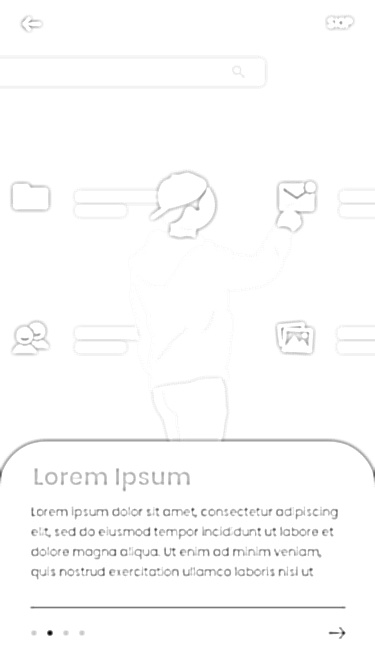 SKIP
Lorem Ipsum
Lorem ipsum dolor sit amet, consectetur adipiscing
elit, sed do eiusmod tempor incididunt ut labore et
dolore magna aliqua. Ut enim ad minim veniam,
quis nostrud exercitation ullamco laboris nisi ut